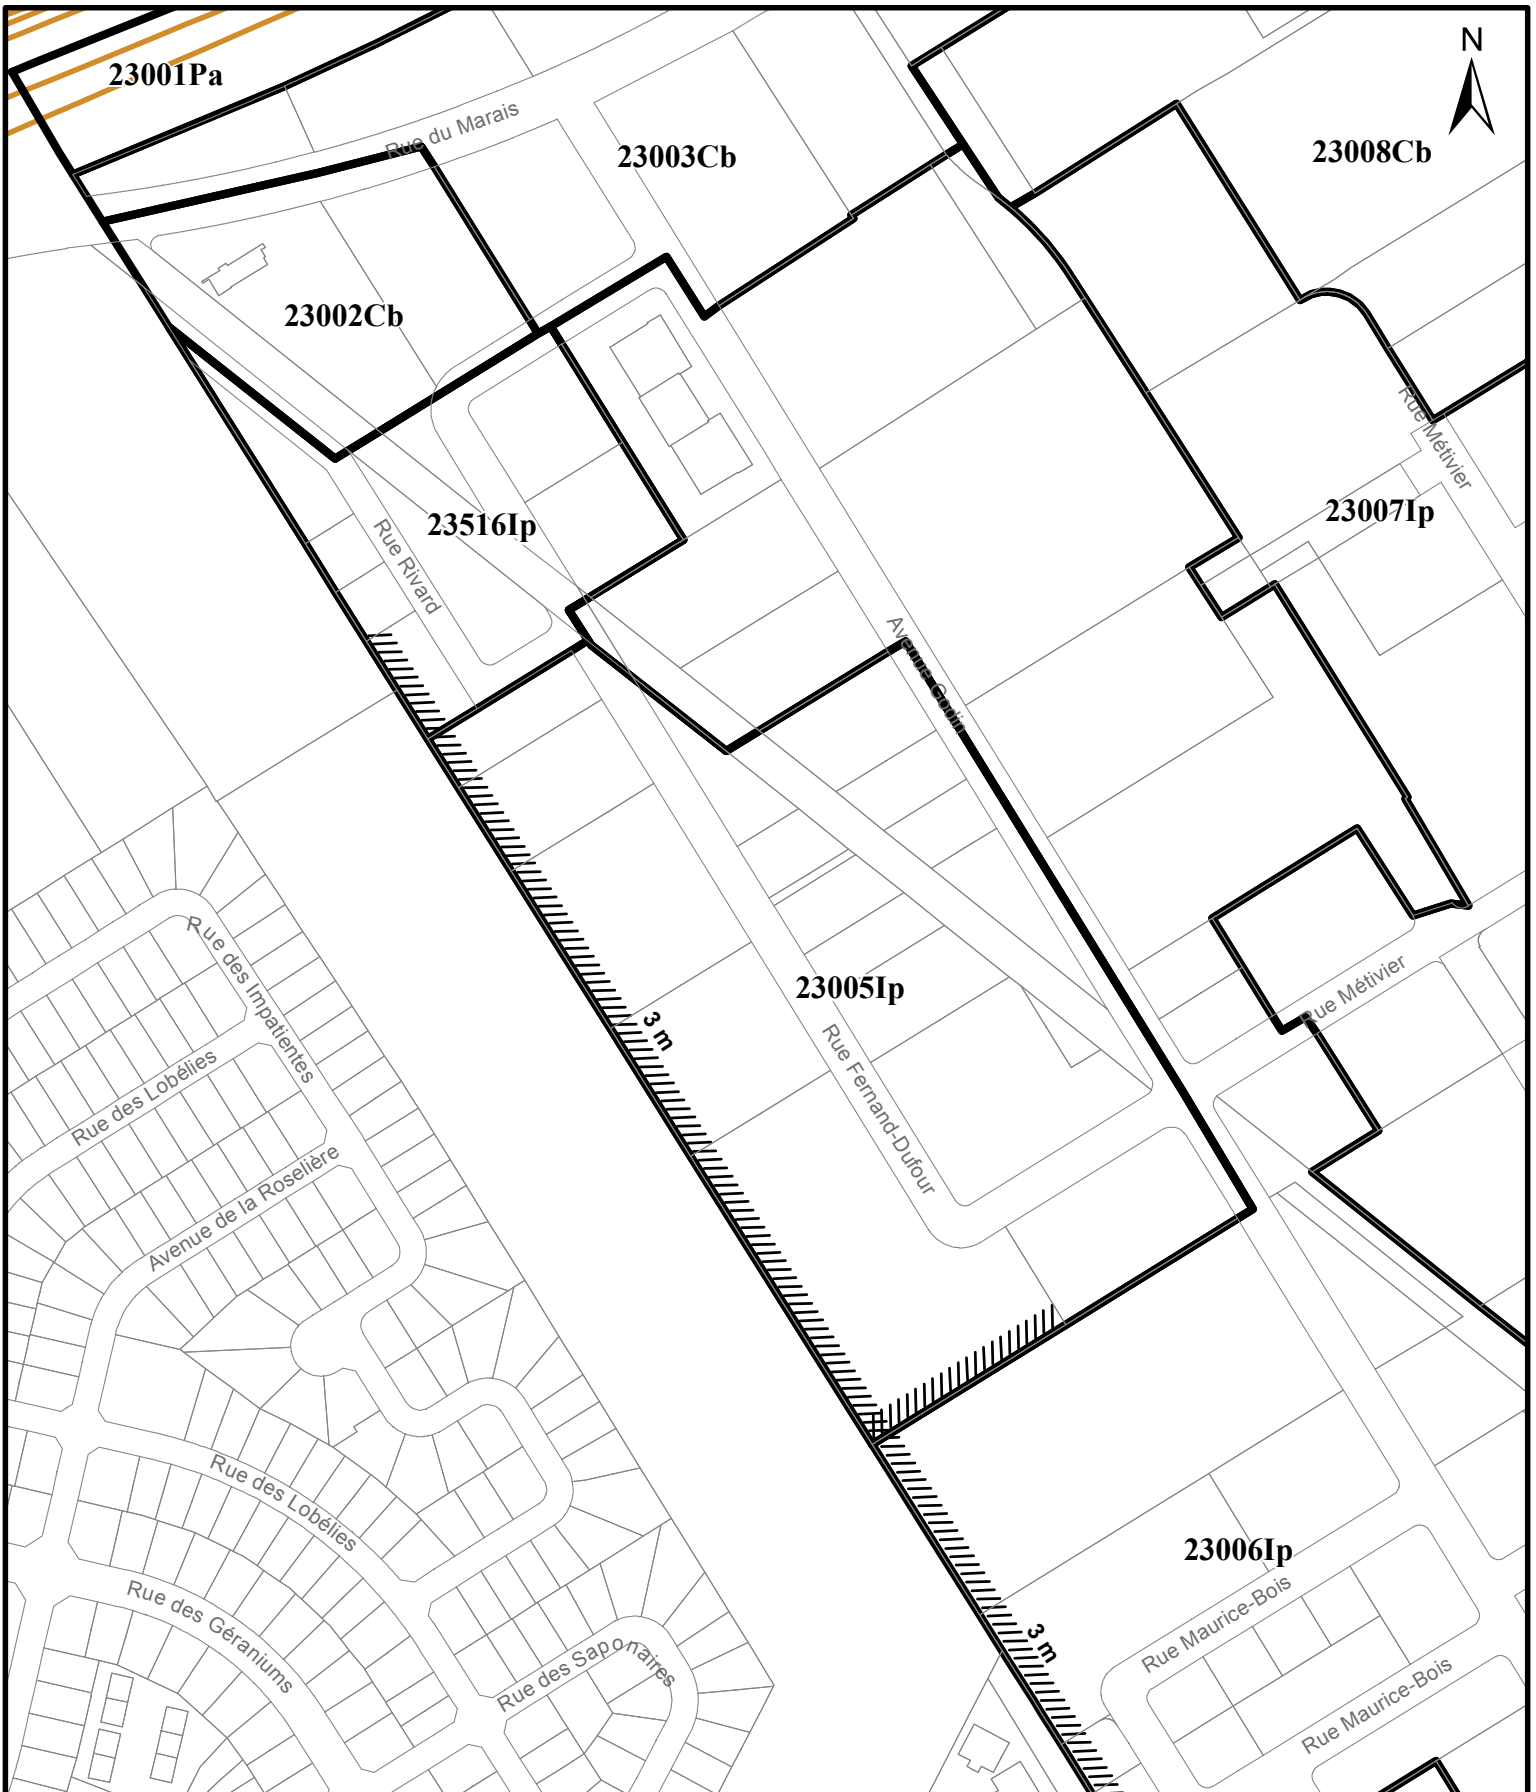 N
23001Pa
Rue du Marais
23003Cb
23008Cb
23002Cb
Rue Métivier
23516Ip
23007Ip
Rue Rivard
Avenue Godin
Rue des Impatientes
23005Ip
Rue Métivier
3 m
Rue Fernand-Dufour
Rue des Lobélies
Avenue de la Roselière
Rue des Lobélies
23006Ip
Rue des Géraniums
Rue Maurice-Bois
3 m
Rue des Saponaires
Rue Maurice-Bois